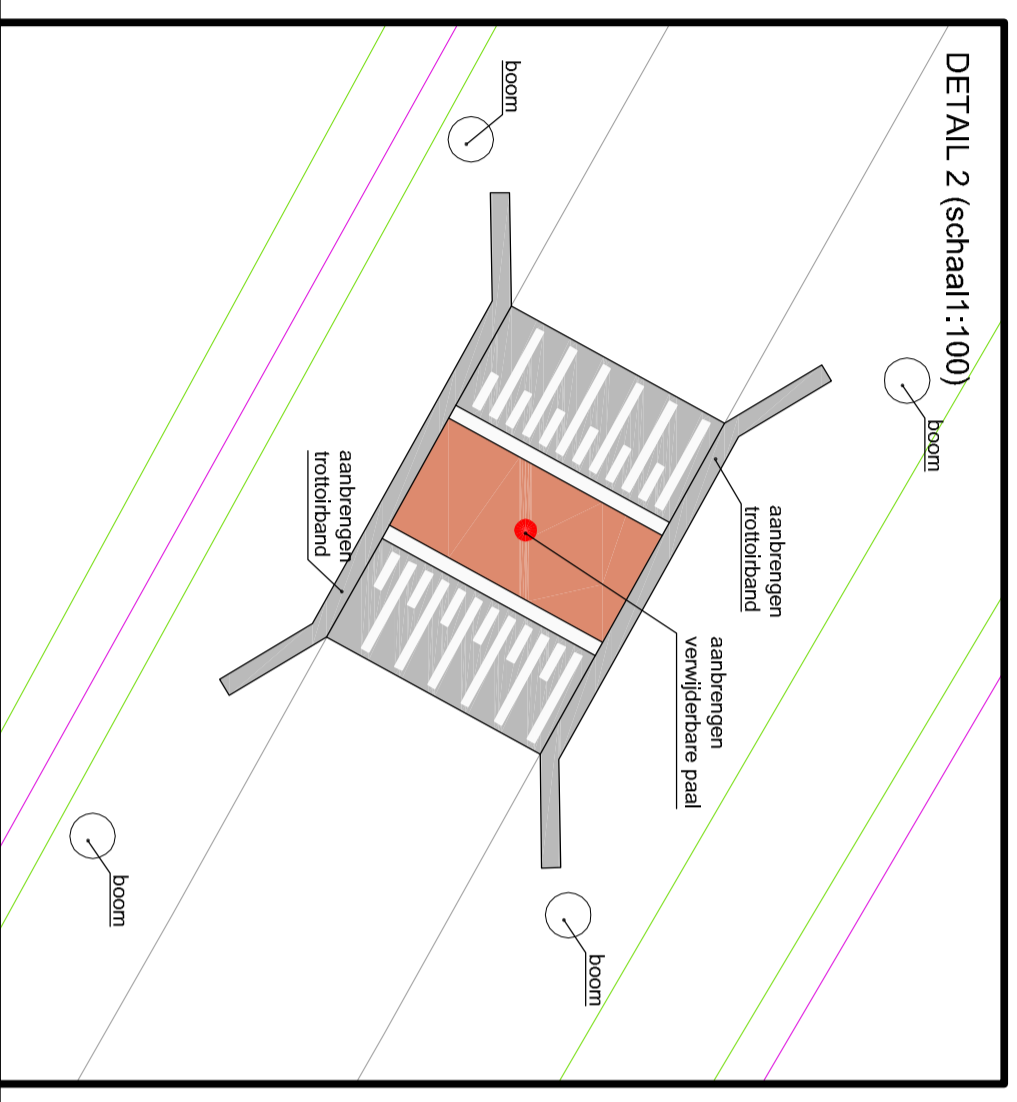 DETAIL 2 (schaal1:100)
boom
boom
aanbrengen
trottoirband
aanbrengen
verwijderbare paal
aanbrengen
trottoirband
boom
boom